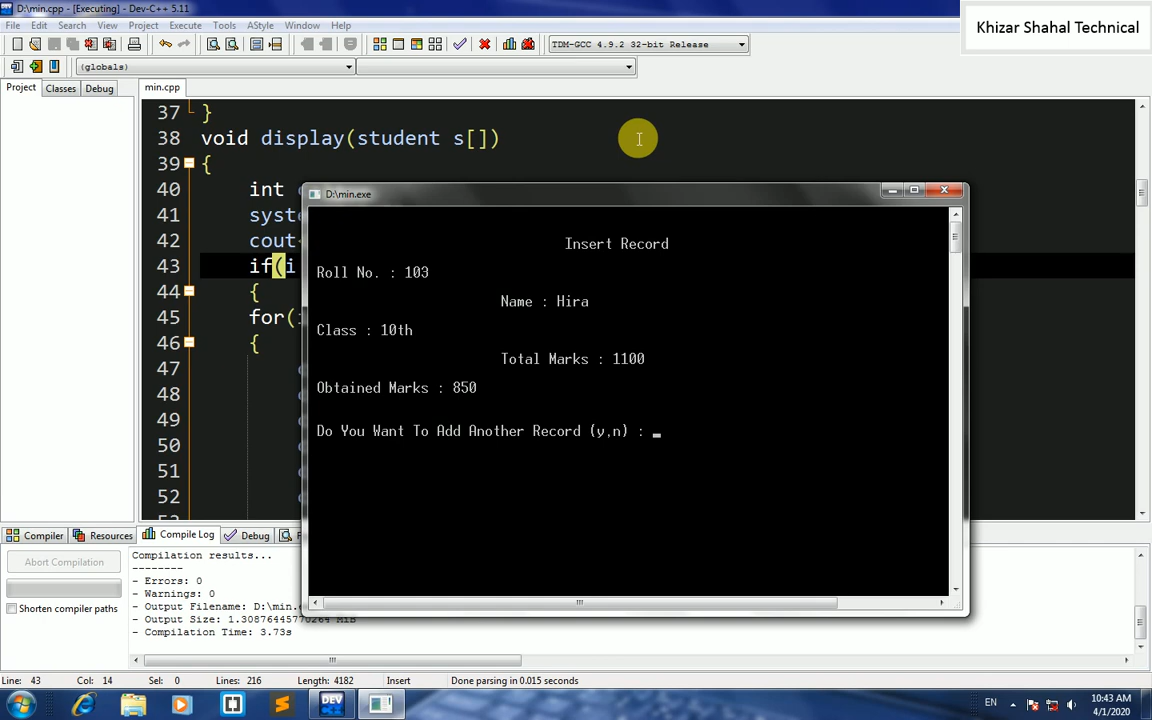 D:\min.cpp - [Executing] - Dev-C++ 5.11
Khizar Shahal Technical
File Edit Search View Project Execute Tools AStyle Window Help
TDM-GCC 4.9.2 32-bit Release
(globals)
Project Classes Debug
min.cpp
37 }
38 void display(student s[])
39 {
40 int
41 syst
42 cout
43 if(i
44 {
45 for(
46 {
47
48
49
50
51
52
D:\min.exe
Insert Record
Roll No. : 103
Name : Hira
Class : 10th
Total Marks : 1100
Obtained Marks : 850
Do You Want To Add Another Record (y,n) : _
Compiler Resources Compile Log Debug
Abort Compilation
Shorten compiler paths
Compilation results...
--------
- Errors: 0
- Warnings: 0
- Output Filename: D:\min.
- Output Size: 1.30876445770264 MiB
- Compilation Time: 3.73s
Line: 43 Col: 14 Sel: 0 Lines: 216 Length: 4182 Insert Done parsing in 0.015 seconds
DEV
EN
10:43 AM
4/1/2020